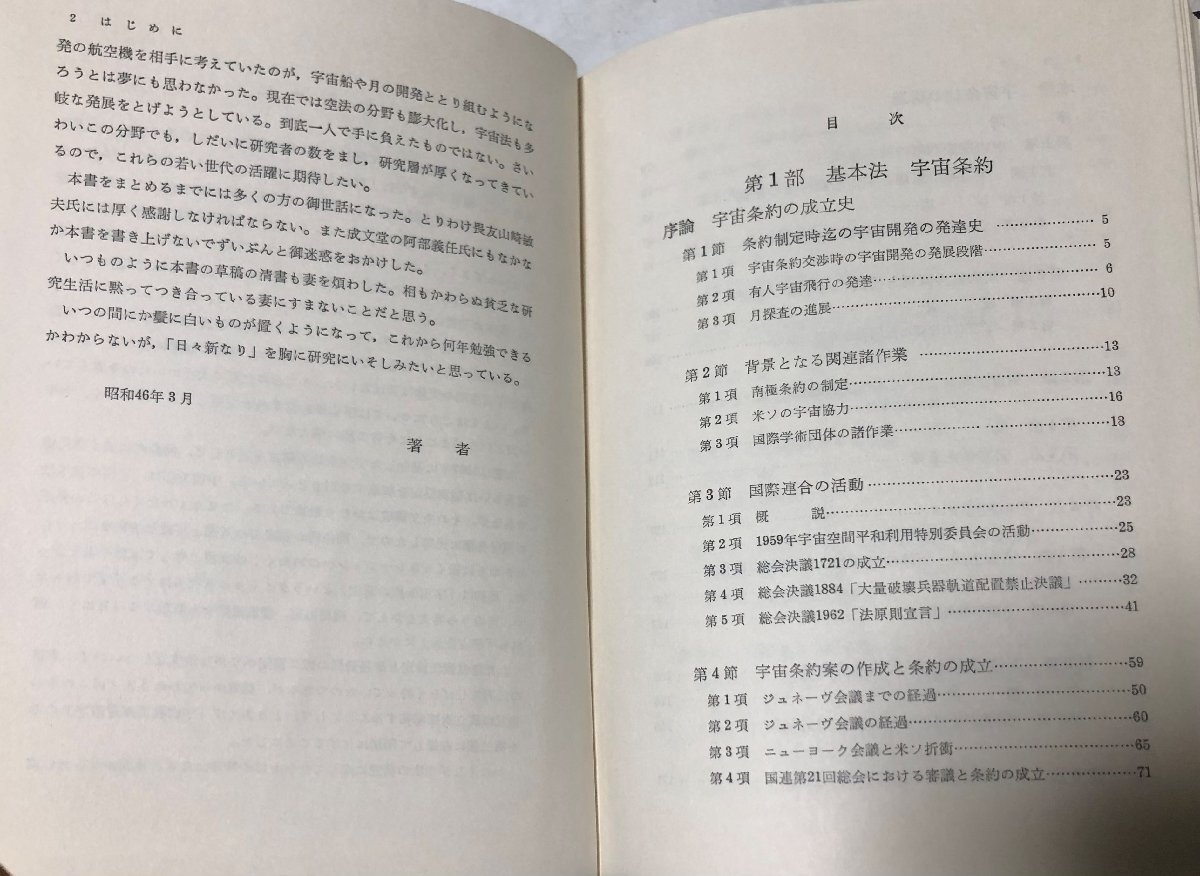 2 はじめに
発の航空機を相手に考えていたのが，宇宙船や月の開発ととり組むようにな
ろうとは夢にも思わなかった。現在では空法の分野も膨大化し，宇宙法も多
岐な発展をとげようとしている。到底一人で手に負えたものではない。さい
わいこの分野でも，しだいに研究者の数をまし，研究層が厚くなってきてい
るので，これらの若い世代の活躍に期待したい。
本書をまとめるまでには多くの方の御世話になった。とりわけ畏友山崎敏
夫氏には厚く感謝しなければならない。また成文堂の阿部義任氏にもなかな
か本書を書き上げないでずいぶんと御迷惑をおかけした。
いつものように本書の草稿の清書も妻を煩わした。相もかわらぬ貧乏な研
究生活に黙ってつき合っている妻にすまないことだと思う。
いつの間にか鬢に白いものが置くようになって，これから何年勉強できる
かわからないが，「日々新なり」を胸に研究にいそしみたいと思っている。
昭和46年3月
著 者
目 次
第1部 基本法 宇宙条約
序論 宇宙条約の成立史
第1節 条約制定時迄の宇宙開発の発達史 …………… 5
第1項 宇宙条約交渉時の宇宙開発の発展段階…………… 5
第2項 有人宇宙飛行の発達…………… 6
第3項 月探査の進展……………10
第2節 背景となる関連諸作業 ……………13
第1項 南極条約の制定……………13
第2項 米ソの宇宙協力……………16
第3項 国際学術団体の諸作業……………18
第3節 国際連合の活動……………23
第1項 概 説……………23
第2項 1959年宇宙空間平和利用特別委員会の活動……………25
第3項 総会決議1721の成立……………28
第4項 総会決議1884「大量破壊兵器軌道配置禁止決議」……………32
第5項 総会決議1962「法原則宣言」……………41
第4節 宇宙条約案の作成と条約の成立……………59
第1項 ジュネーヴ会議までの経過……………50
第2項 ジュネーヴ会議の経過……………60
第3項 ニューヨーク会議と米ソ折衝……………65
第4項 国連第21回総会における審議と条約の成立……………71